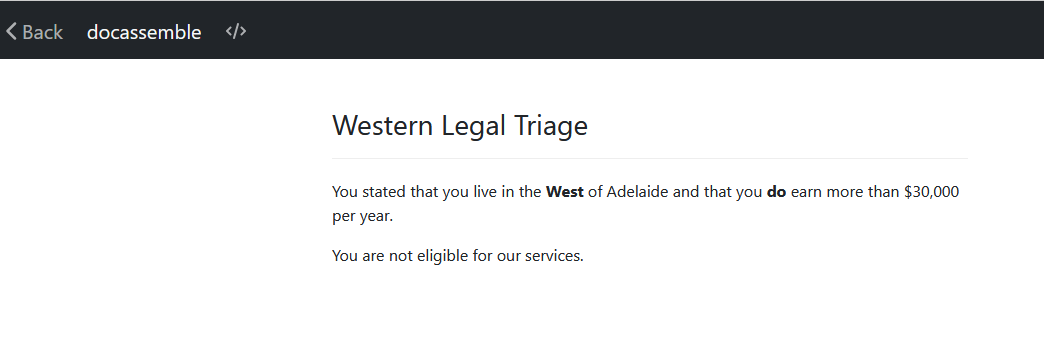 Back docassemble </>
Western Legal Triage
You stated that you live in the West of Adelaide and that you do earn more than $30,000
per year.
You are not eligible for our services.